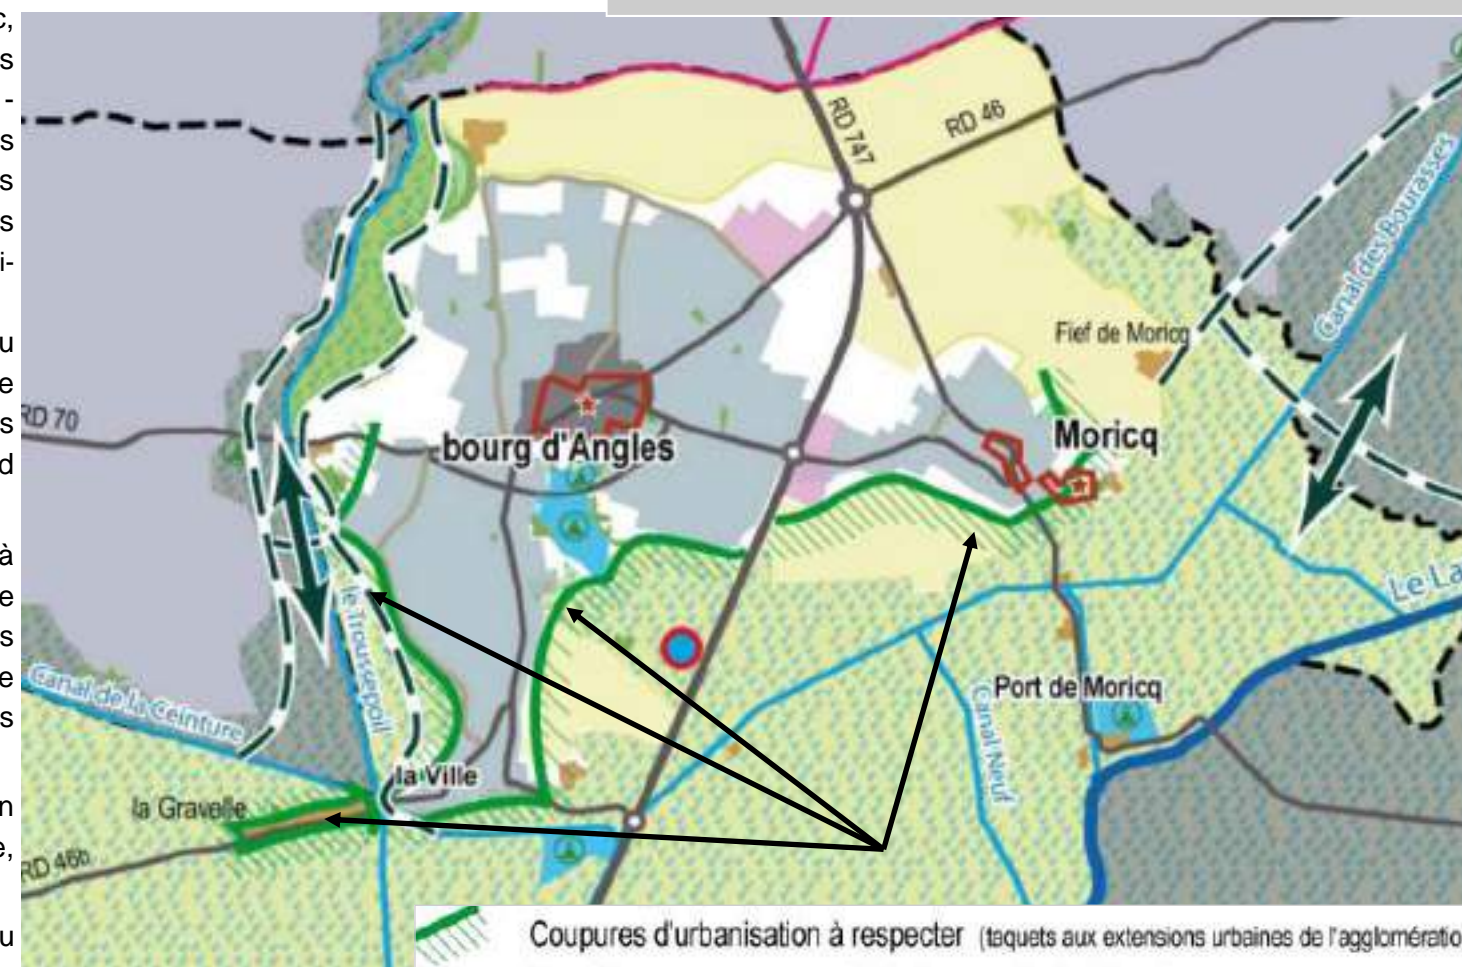 c,
s
-
s
s
s
i-
u
e
s
d
à
e
s
e
s
n
e,
u
RD 747
RD 46
Canal des Bourasses
Fief de Moricq
RD 70
bourg d'Angles
Moricq
le Troussepoil
Le La
Canal de la Ceinture
Port de Moricq
Canal Neuf
la Ville
la Gravelle
RD 46b
Coupures d'urbanisation à respecter (taquets aux extensions urbaines de l'agglomératio